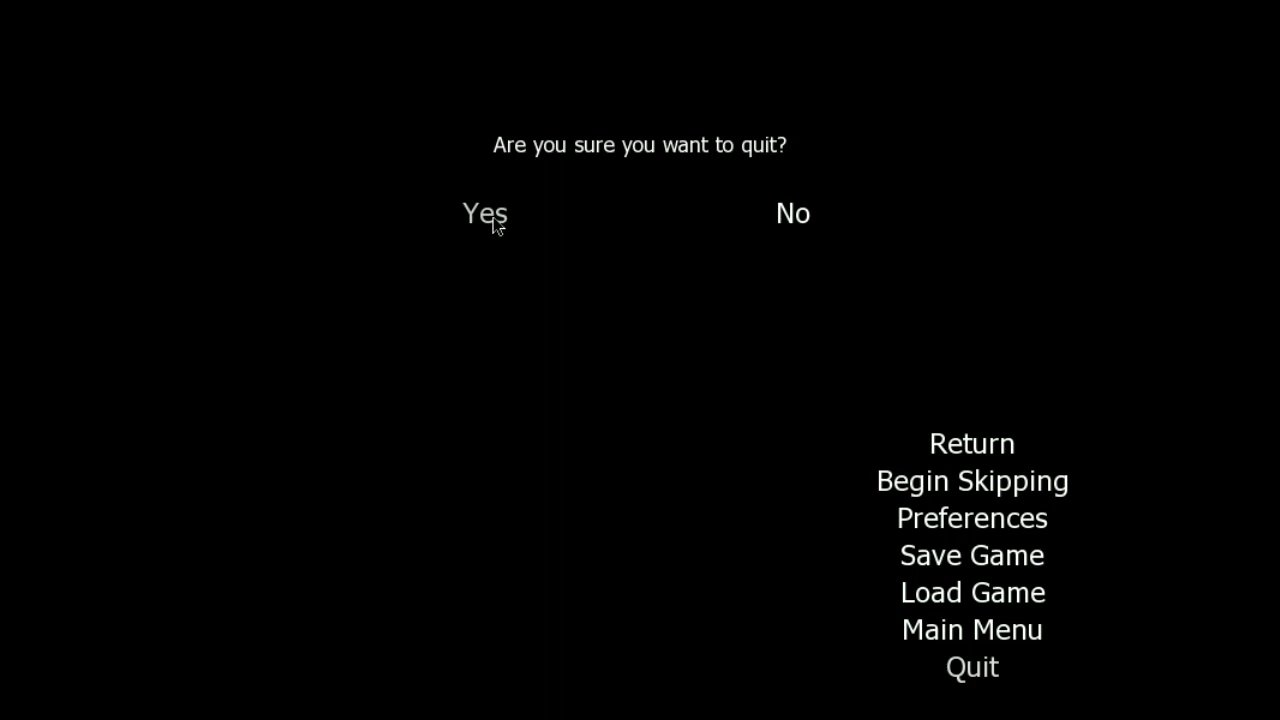 Are you sure you want to quit?
Yes No
Return
Begin Skipping
Preferences
Save Game
Load Game
Main Menu
Quit